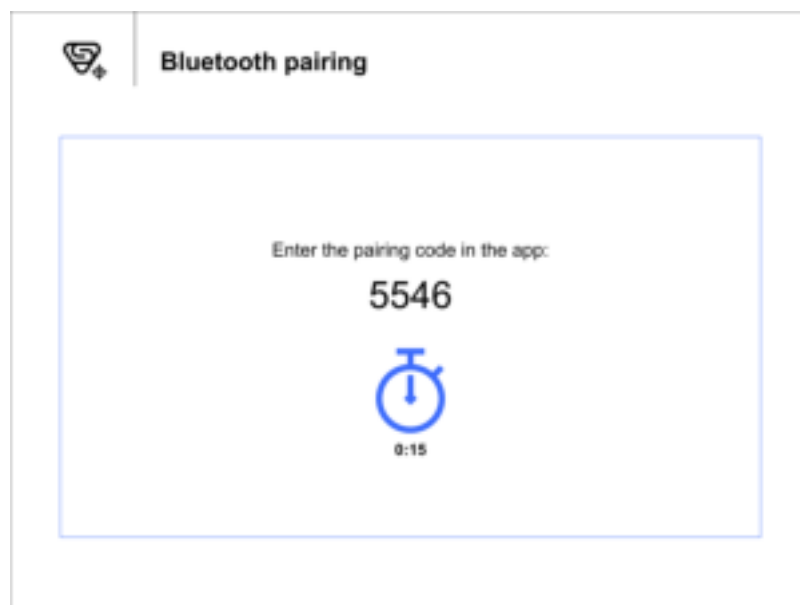 Bluetooth pairing
Enter the pairing code in the app:
5546
0:15